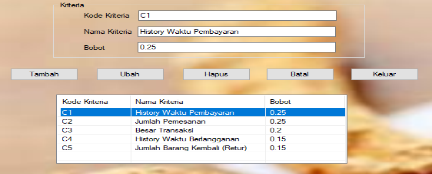 Kriteria
Kode Kriteria C1
Nama Kriteria History Waktu Pembayaran
Bobot 0.25
Tambah Ubah Hapus Batal Keluar
Kode Kriteria Nama Kriteria Bobot
C1 History Waktu Pembayaran 0.25
C2 Jumlah Pemesanan 0.25
C3 Besar Transaksi 0.2
C4 History Waktu Berlangganan 0.15
C5 Jumlah Barang Kembali (Retur) 0.15